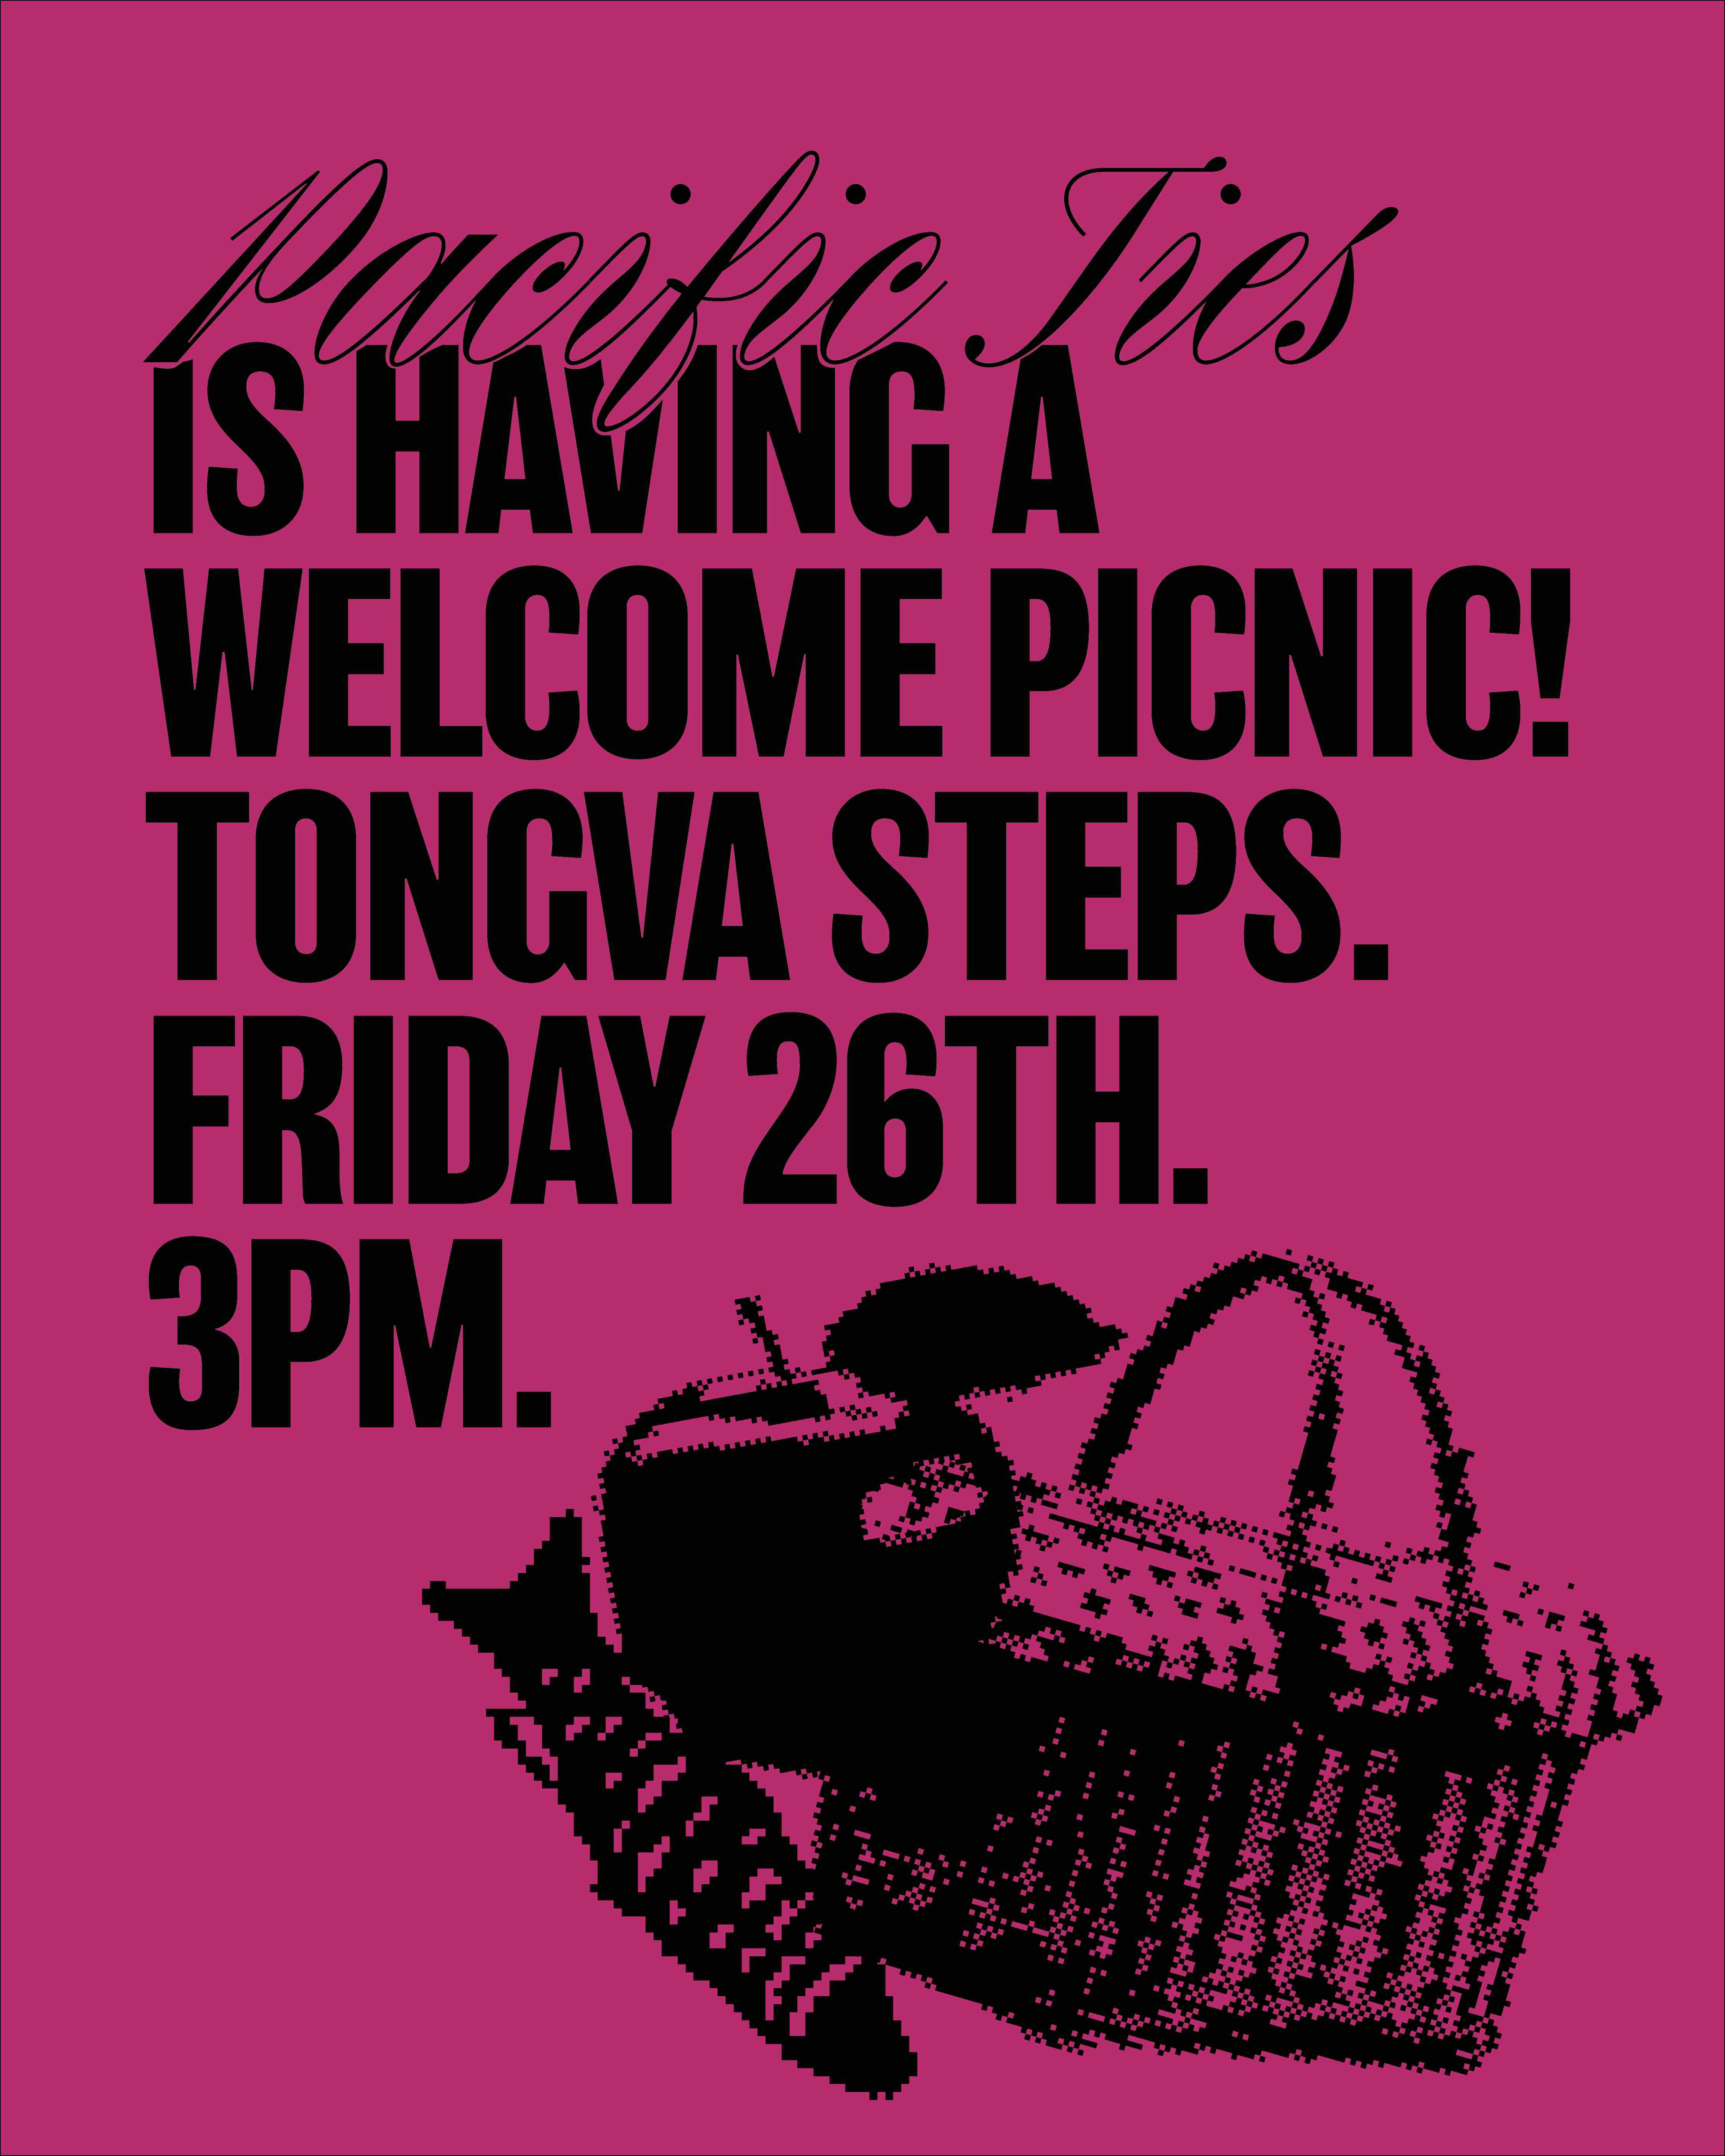 Pacific Ties
IS HAVING A
WELCOME PICNIC!
TONGVA STEPS.
FRIDAY 26TH.
3PM.